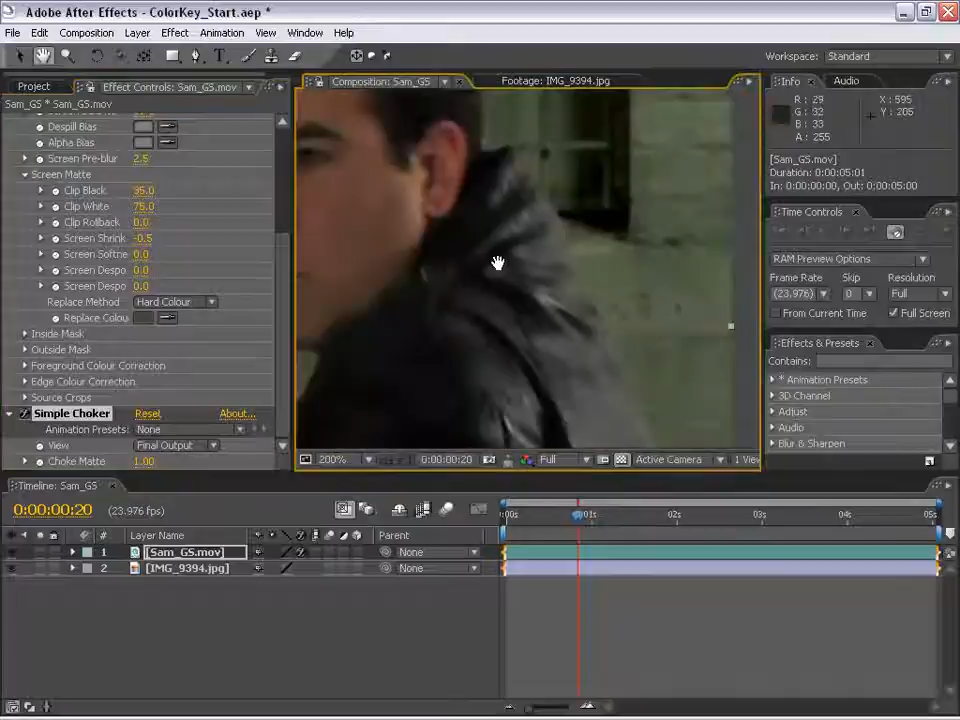 Adobe After Effects - ColorKey_Start.aep *
File Edit Composition Layer Effect Animation View Window Help
Workspace: Standard
Project Effect Controls: Sam_GS.mov
Composition: Sam_GS Footage: IMG_9394.jpg
Info Audio
Sam_GS * Sam_GS.mov
Despill Bias
Alpha Bias
Screen Pre-blur 2.5
Screen Matte
Clip Black 35.0
Clip White 75.0
Clip Rollback 0.0
Screen Shrink -0.5
Screen Softne 0.0
Screen Despo 0.0
Screen Despo 0.0
Replace Method Hard Colour
Replace Colou
Inside Mask
Outside Mask
Foreground Colour Correction
Edge Colour Correction
Source Crops
Simple Choker Reset About...
Animation Presets: None
View Final Output
Choke Matte 1.00
200% 0:00:00:20 Full Active Camera 1 View
R: 29 X: 595
G: 32 Y: 205
B: 33
A: 255
[Sam_GS.mov]
Duration: 0:00:05:01
In: 0:00:00:00, Out: 0:00:05:00
Time Controls
RAM Preview Options
Frame Rate Skip Resolution
(23.976) 0 Full
From Current Time Full Screen
Effects & Presets
Contains:
* Animation Presets
3D Channel
Adjust
Audio
Blur & Sharpen
Timeline: Sam_GS
0:00:00:20 (23.976 fps)
:00s 01s 02s 03s 04s 05s
# Layer Name Parent
1 [Sam_GS.mov] None
2 [IMG_9394.jpg] None